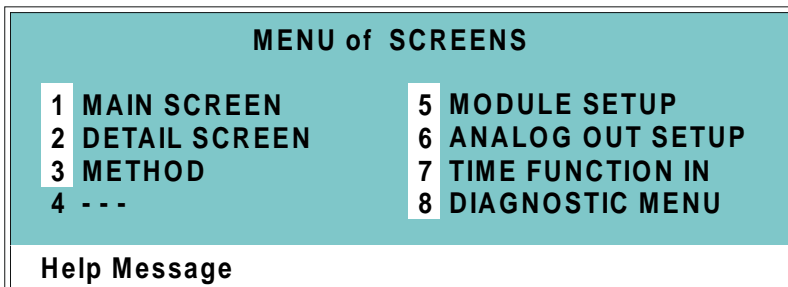 MENU of SCREENS
1 MAIN SCREEN
2 DETAIL SCREEN
3 METHOD
4 - - -
5 MODULE SETUP
6 ANALOG OUT SETUP
7 TIME FUNCTION IN
8 DIAGNOSTIC MENU
Help Message